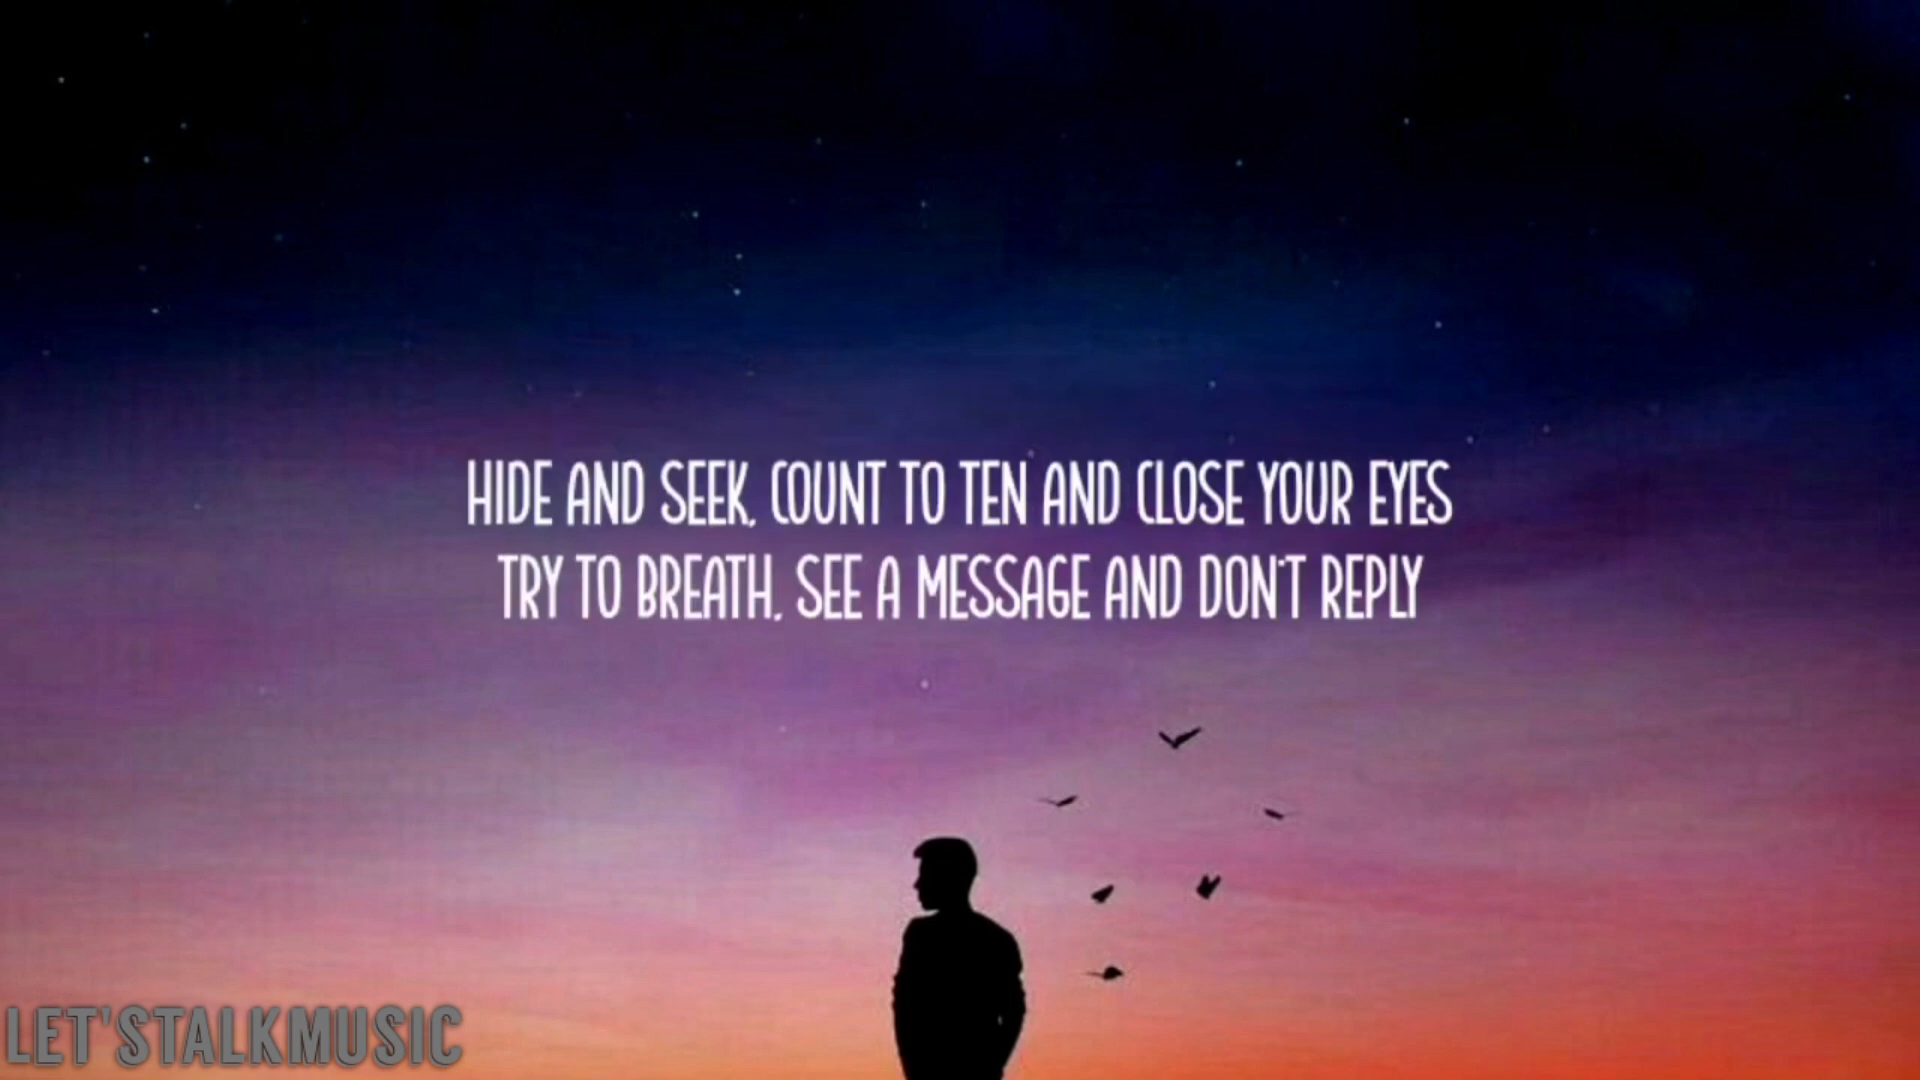 HIDE AND SEEK, COUNT TO TEN AND CLOSE YOUR EYES
TRY TO BREATH, SEE A MESSAGE AND DON'T REPLY
LET'STALKMUSIC